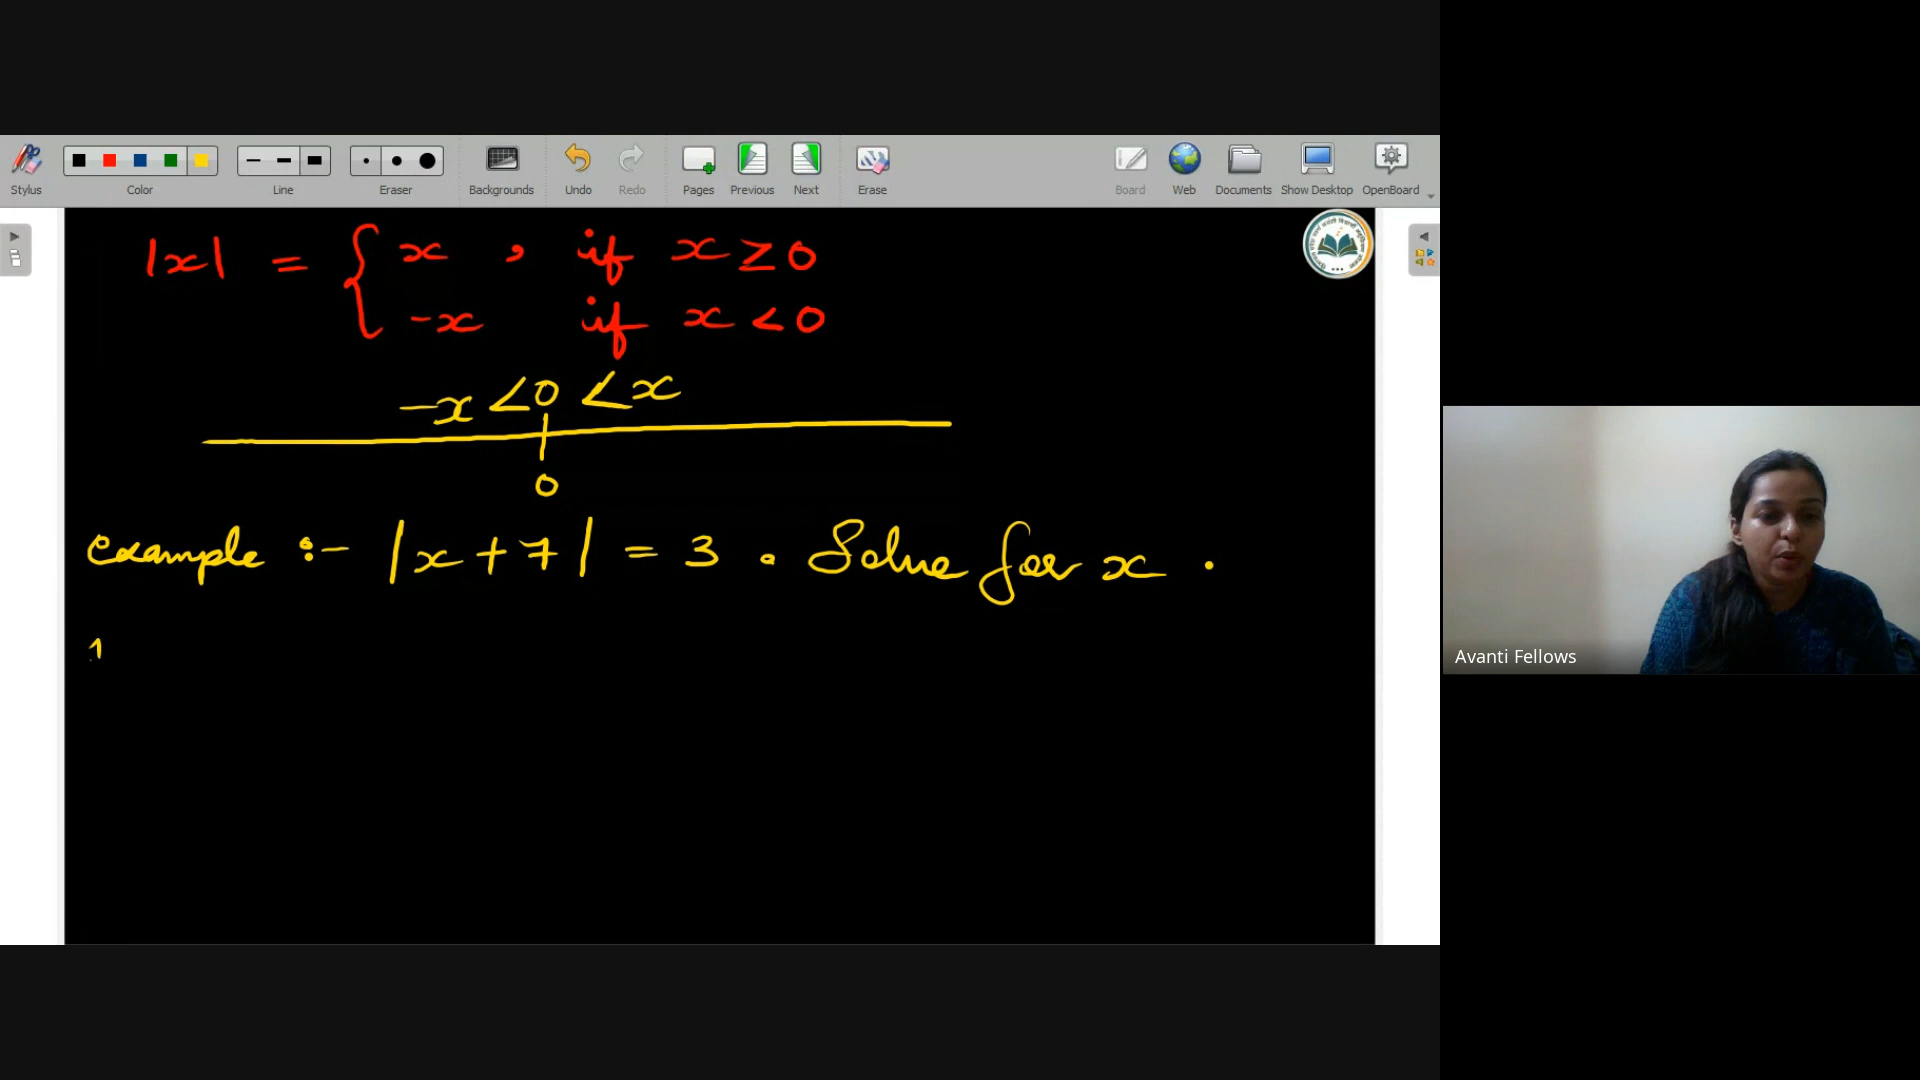 Stylus Color Line Eraser Backgrounds Undo Redo Pages Previous Next Erase Board Web Documents Show Desktop OpenBoard
|x| = { x , if x ≥ 0
-x if x < 0
-x < 0 < x
0
example :- |x + 7| = 3 . Solve for x .
1
Avanti Fellows